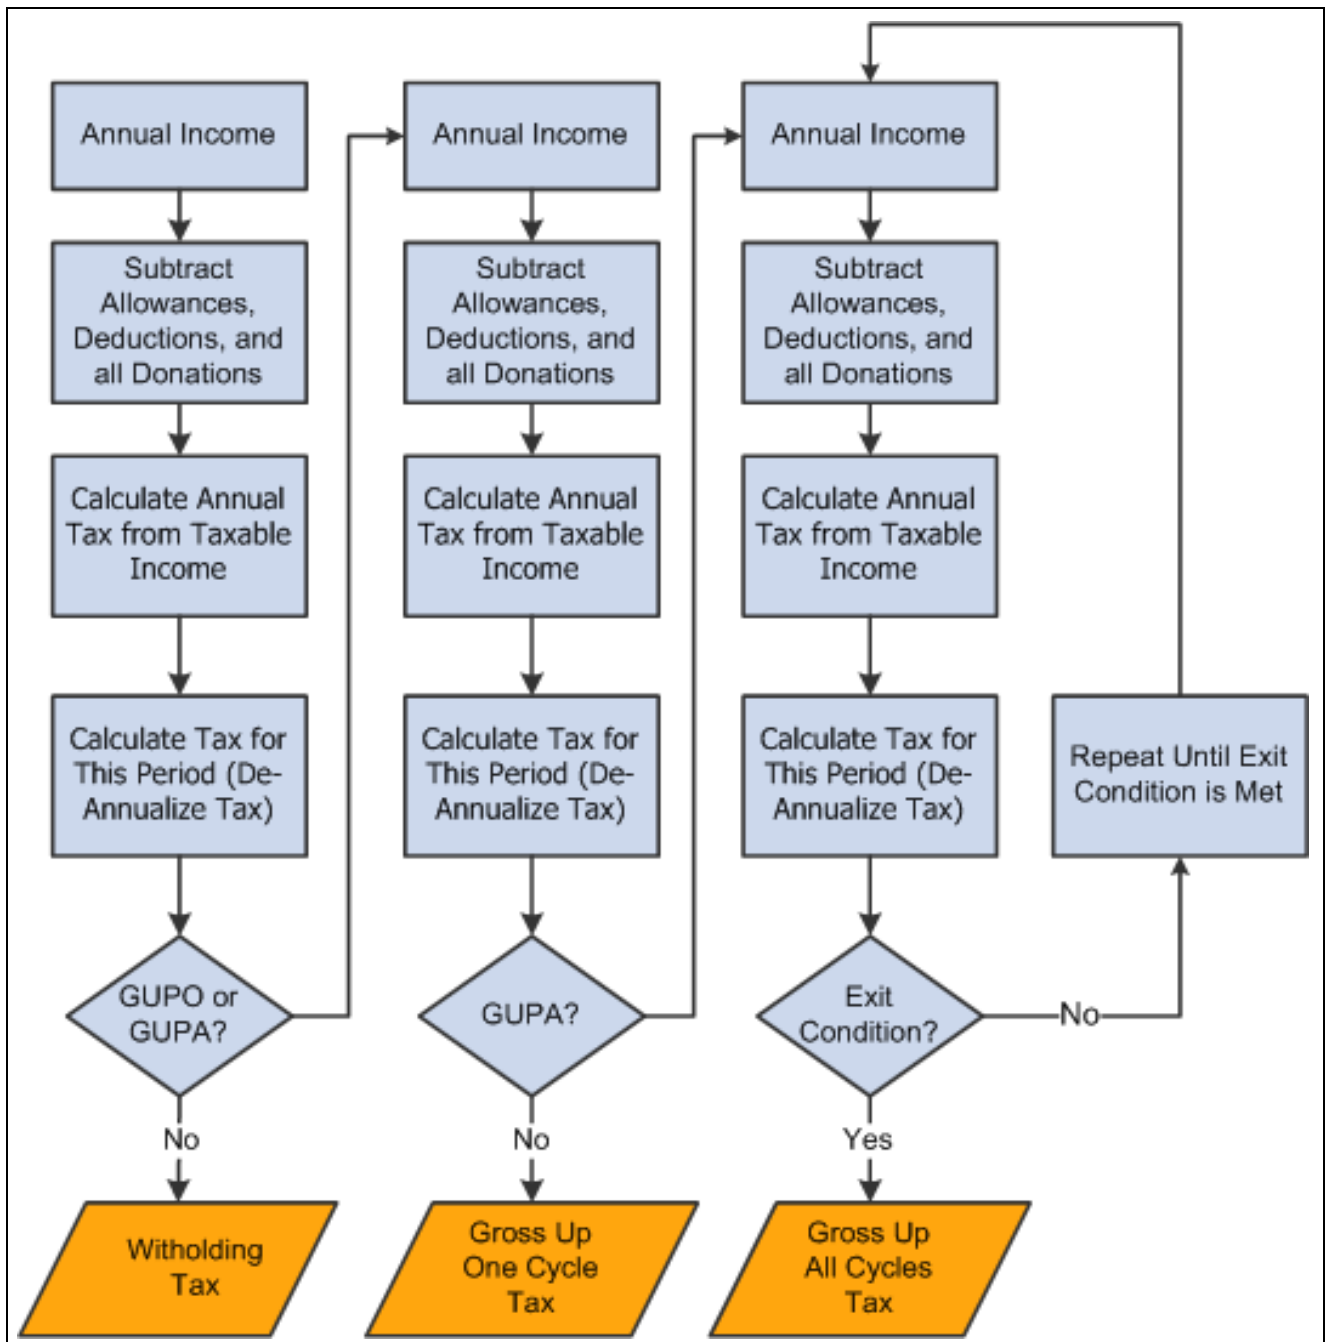 Annual Income
Subtract
Allowances,
Deductions, and
all Donations
Calculate Annual
Tax from Taxable
Income
Calculate Tax for
This Period (De-
Annualize Tax)
GUPO or
GUPA?
No
Witholding
Tax
Annual Income
Subtract
Allowances,
Deductions, and
all Donations
Calculate Annual
Tax from Taxable
Income
Calculate Tax for
This Period (De-
Annualize Tax)
GUPA?
No
Gross Up
One Cycle
Tax
Annual Income
Subtract
Allowances,
Deductions, and
all Donations
Calculate Annual
Tax from Taxable
Income
Calculate Tax for
This Period (De-
Annualize Tax)
Exit
Condition?
No
Yes
Gross Up
All Cycles
Tax
Repeat Until Exit
Condition is Met